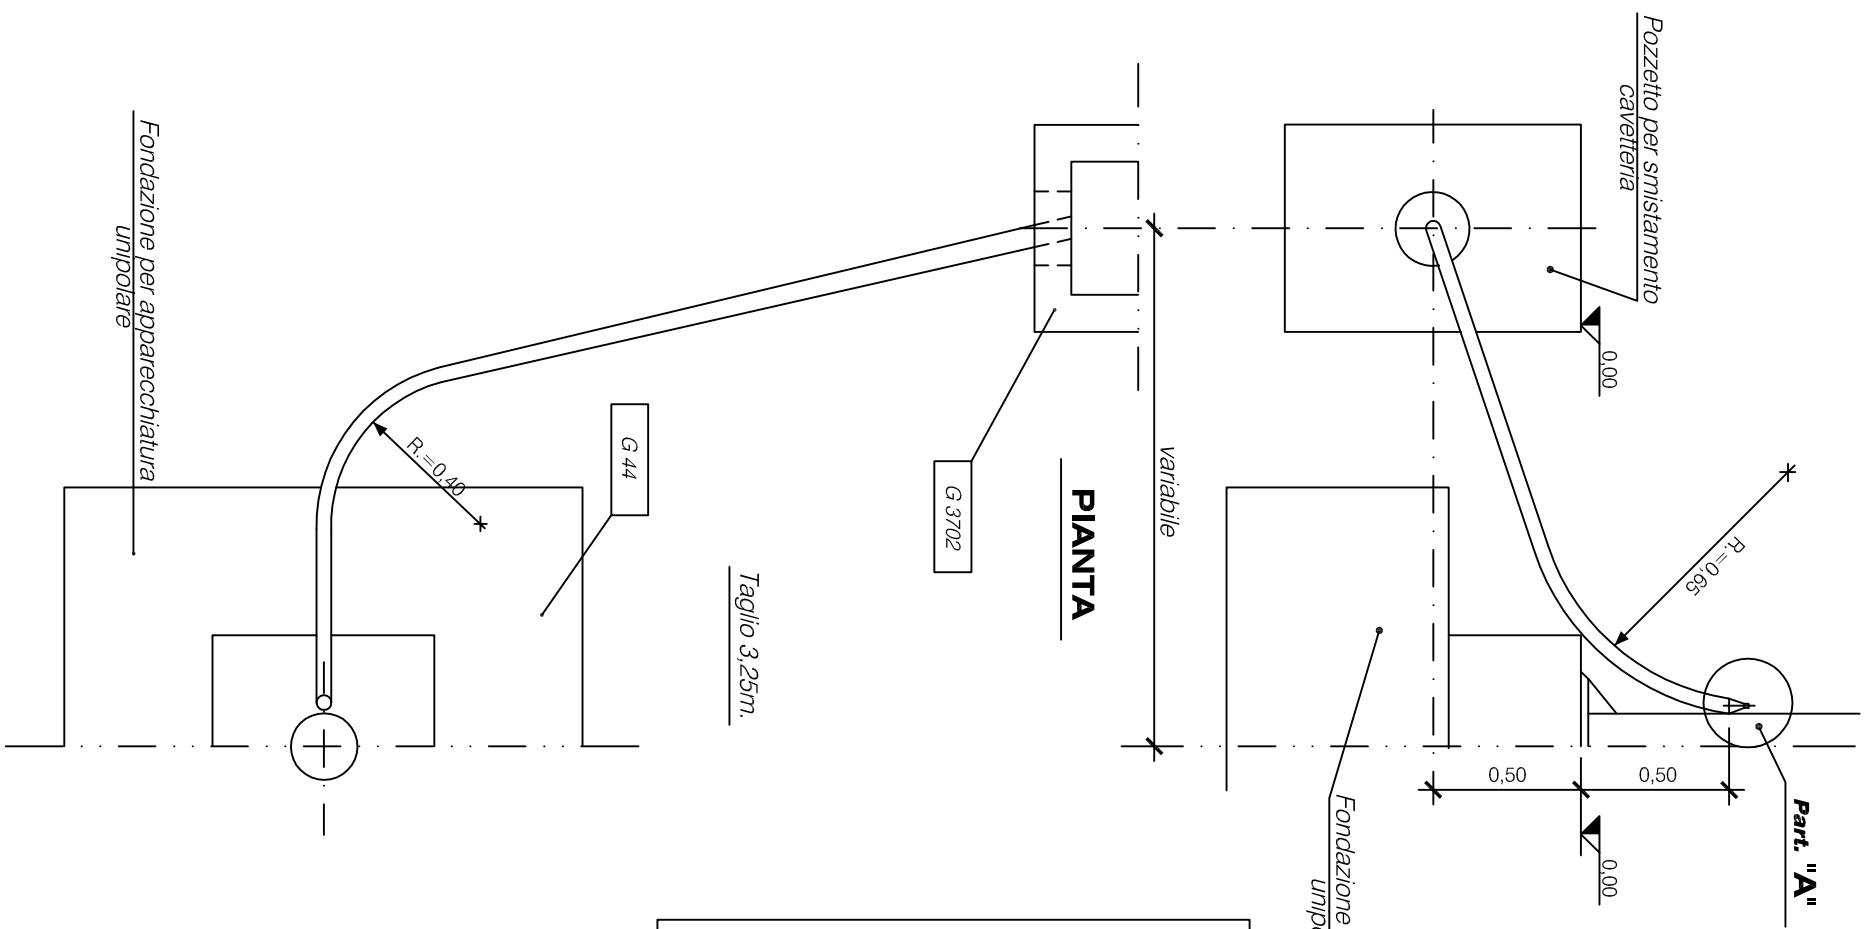 Pozzetto per smistamento
cavetteria
0,00
R.=0,65
Part. "A"
0,50
0,50
0,00
Fondazione
variabile
PIANTA
G 3702
Taglio 3,25m.
G 44
R.=0,40
Fondazione per apparecchiatura
unipolare